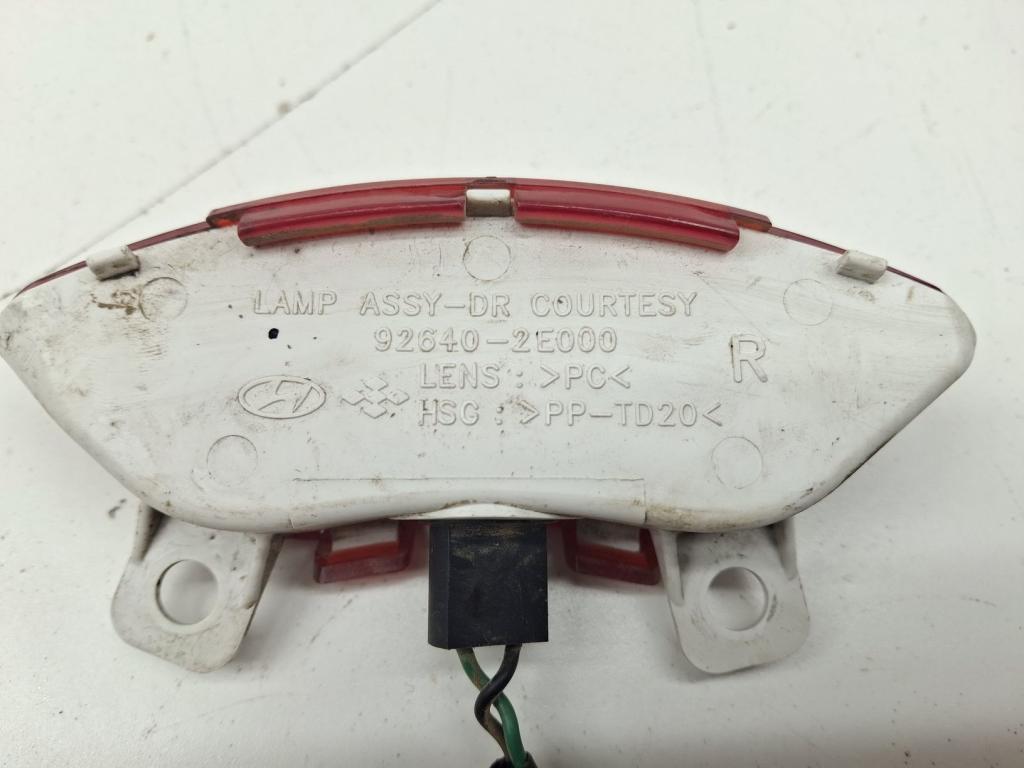 LAMP ASSY-DR COURTESY
92640-2E000
R
LENS : >PC<
HSG : >PP-TD20<